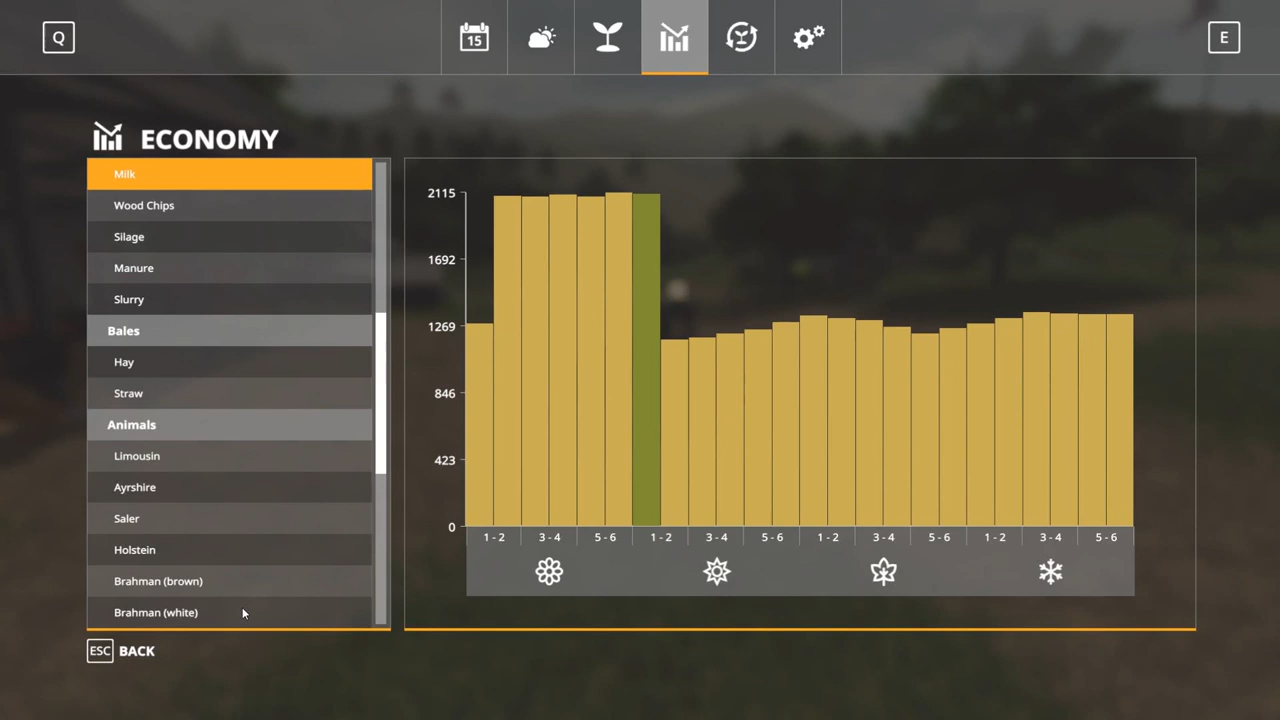 Q
15
E
ECONOMY
Milk
Wood Chips
Silage
Manure
Slurry
Bales
Hay
Straw
Animals
Limousin
Ayrshire
Saler
Holstein
Brahman (brown)
Brahman (white)
2115
1692
1269
846
423
0
1 - 2 3 - 4 5 - 6 1 - 2 3 - 4 5 - 6 1 - 2 3 - 4 5 - 6 1 - 2 3 - 4 5 - 6
ESC BACK